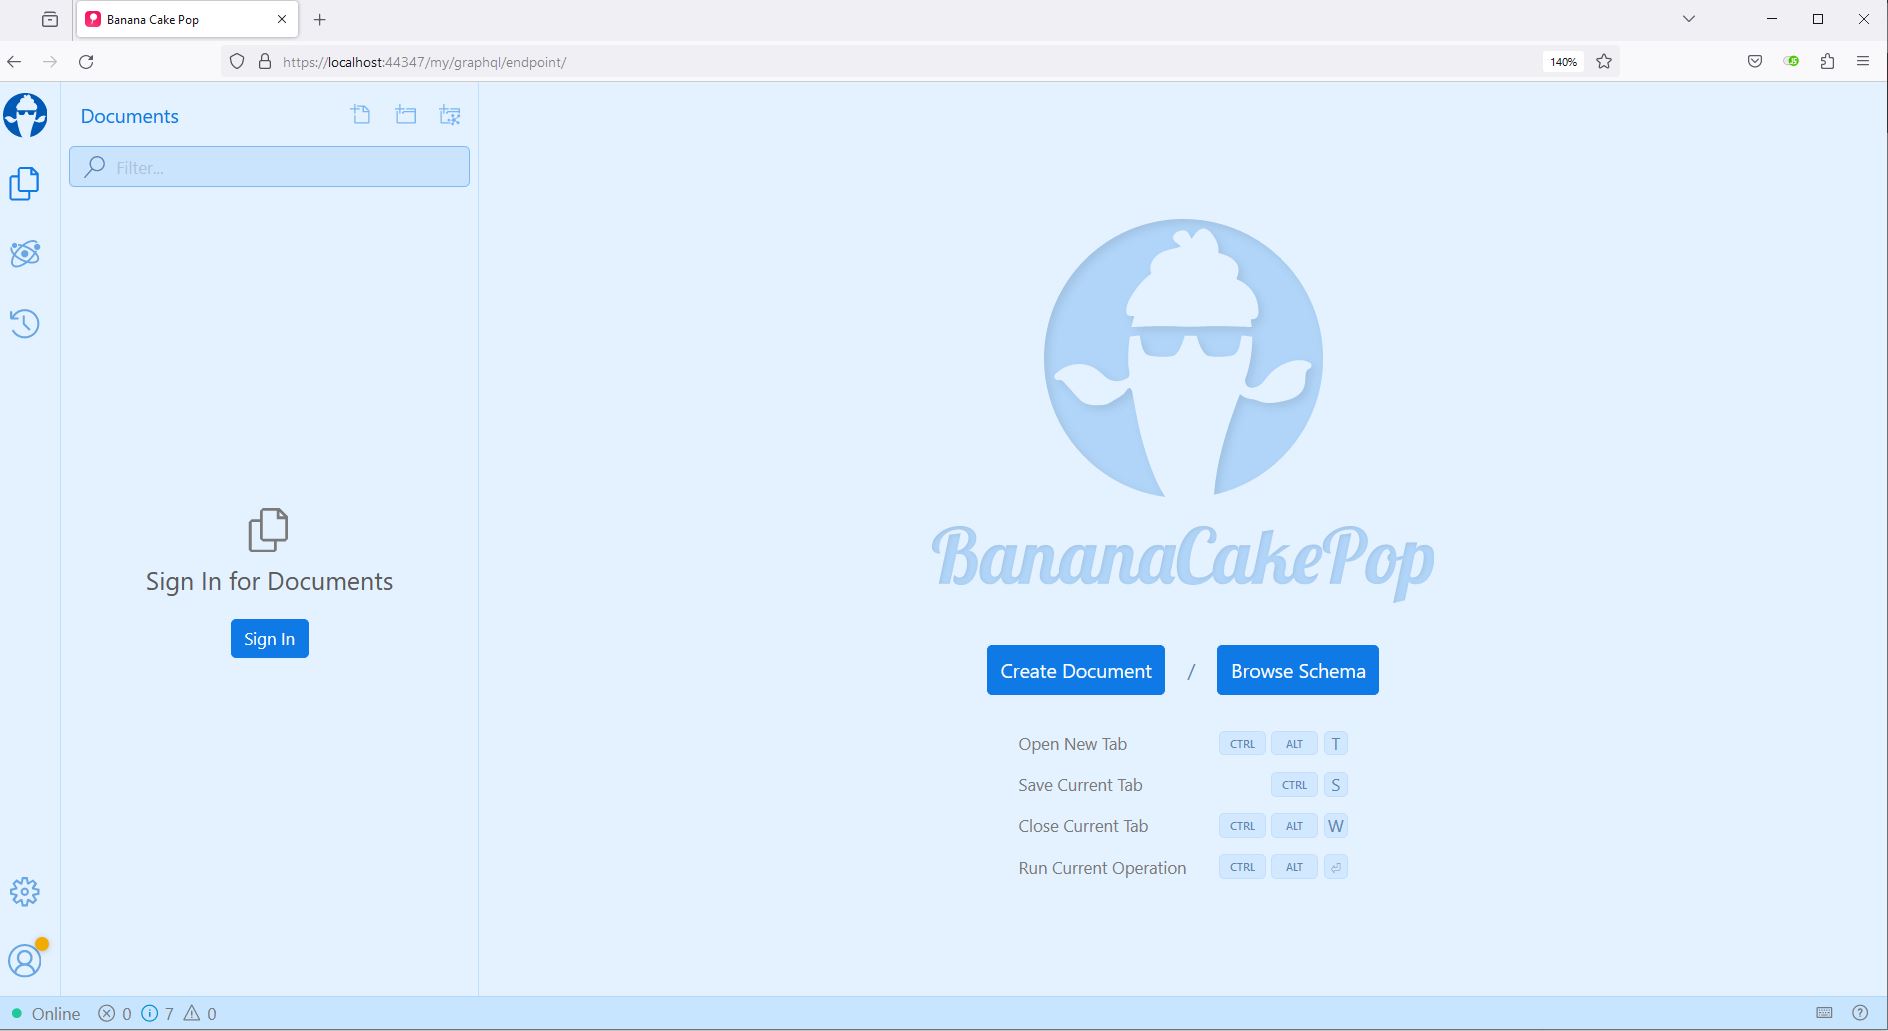 Banana Cake Pop
https://localhost:44347/my/graphql/endpoint/
140%
Documents
Filter...
Sign In for Documents
Sign In
BananaCakePop
Create Document / Browse Schema
Open New Tab CTRL ALT T
Save Current Tab CTRL S
Close Current Tab CTRL ALT W
Run Current Operation CTRL ALT ⏎
Online 0 7 0